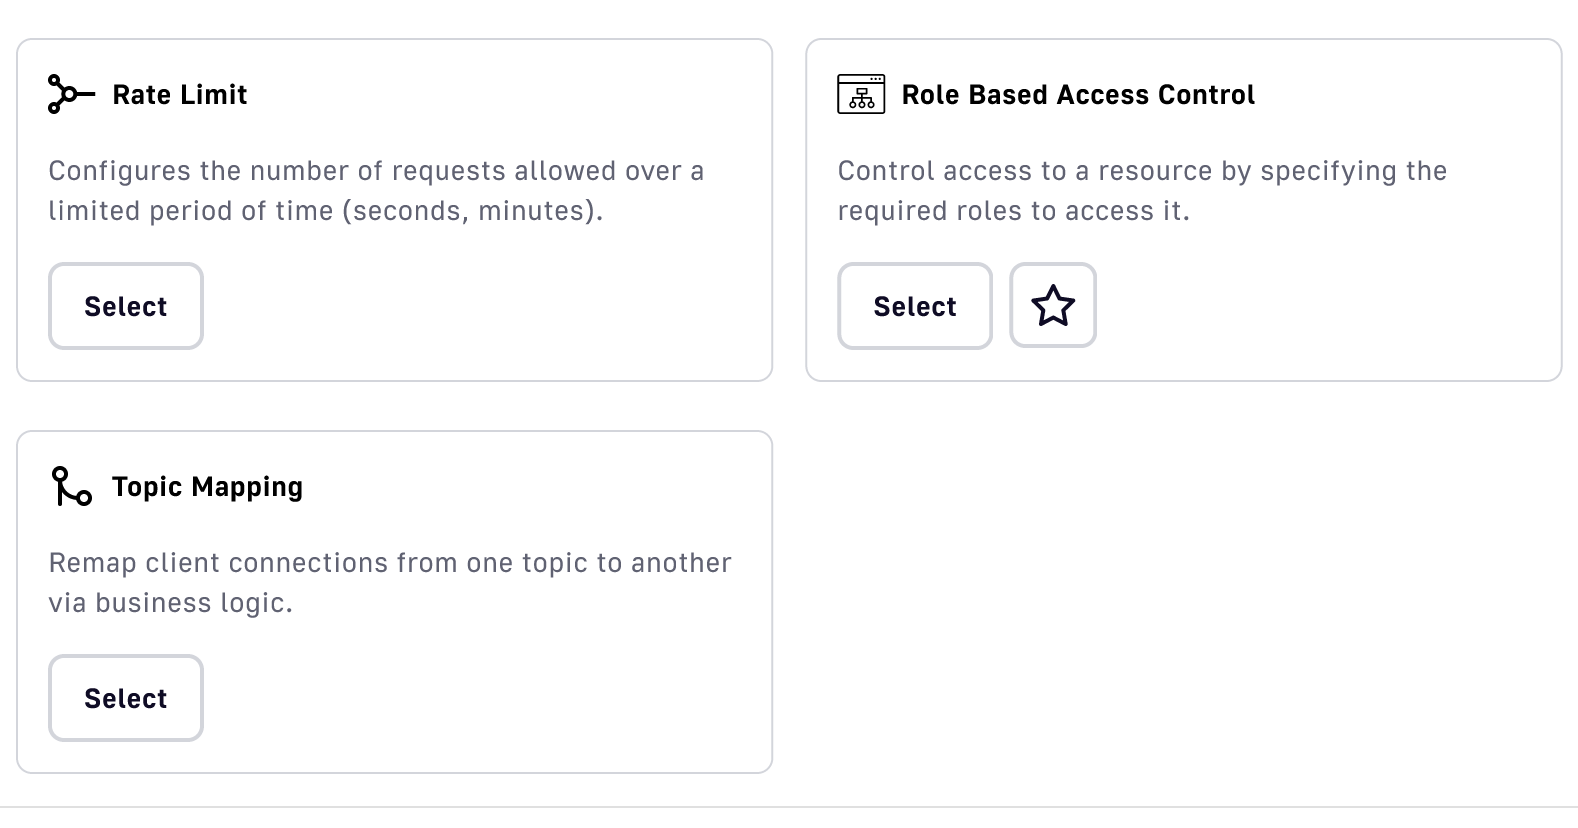 Rate Limit
Configures the number of requests allowed over a
limited period of time (seconds, minutes).
Select
Role Based Access Control
Control access to a resource by specifying the
required roles to access it.
Select
Topic Mapping
Remap client connections from one topic to another
via business logic.
Select